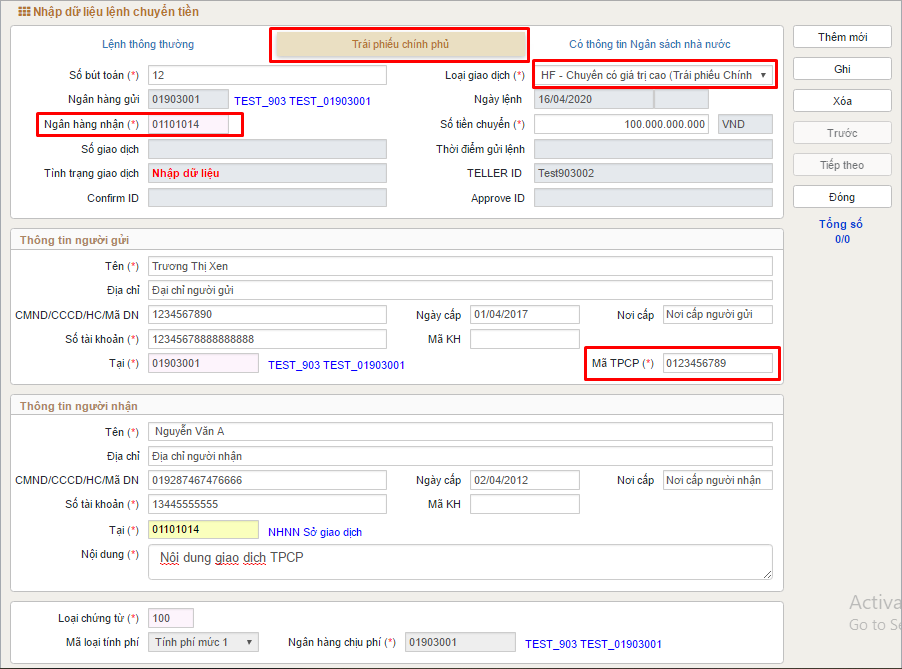 Nhập dữ liệu lệnh chuyển tiền
Lệnh thông thường Trái phiếu chính phủ Có thông tin Ngân sách nhà nước
Số bút toán (*) 12 Loại giao dịch (*) HF - Chuyển có giá trị cao (Trái phiếu Chính
Ngân hàng gửi 01903001 TEST_903 TEST_01903001 Ngày lệnh 16/04/2020
Ngân hàng nhận (*) 01101014 Số tiền chuyển (*) 100.000.000.000 VND
Số giao dịch Thời điểm gửi lệnh
Tình trạng giao dịch Nhập dữ liệu TELLER ID Test903002
Confirm ID Approve ID
Thêm mới
Ghi
Xóa
Trước
Tiếp theo
Đóng
Tổng số
0/0
Thông tin người gửi
Tên (*) Trương Thị Xen
Địa chỉ Đại chỉ người gửi
CMND/CCCD/HC/Mã DN 1234567890 Ngày cấp 01/04/2017 Nơi cấp Nơi cấp người gửi
Số tài khoản (*) 12345678888888888 Mã KH
Tại (*) 01903001 TEST_903 TEST_01903001 Mã TPCP (*) 0123456789
Thông tin người nhận
Tên (*) Nguyễn Văn A
Địa chỉ Địa chỉ người nhận
CMND/CCCD/HC/Mã DN 019287467476666 Ngày cấp 02/04/2012 Nơi cấp Nơi cấp người nhận
Số tài khoản (*) 13445555555 Mã KH
Tại (*) 01101014 NHNN Sở giao dịch
Nội dung (*) Nội dung giao dịch TPCP
Loại chứng từ (*) 100
Mã loại tính phí Tính phí mức 1 Ngân hàng chịu phí (*) 01903001 TEST_903 TEST_01903001
Activa
Go to Se